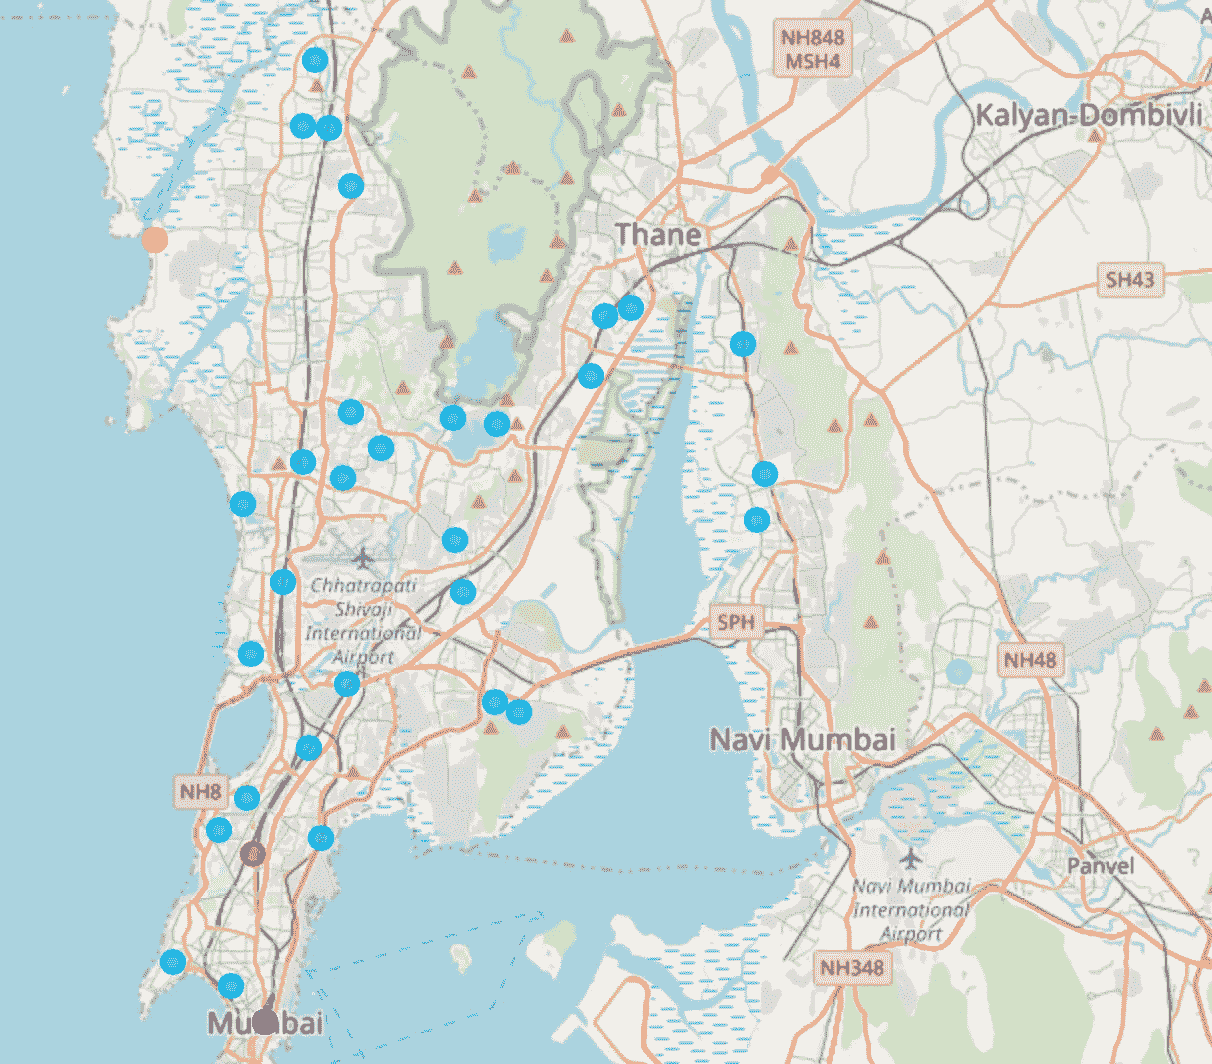 NH848
MSH4
Kalyan-Dombivli
Thane
SH43
Chhatrapati
Shivaji
International
Airport
SPH
NH48
Navi Mumbai
NH8
Panvel
Navi Mumbai
International
Airport
NH348
Mumbai